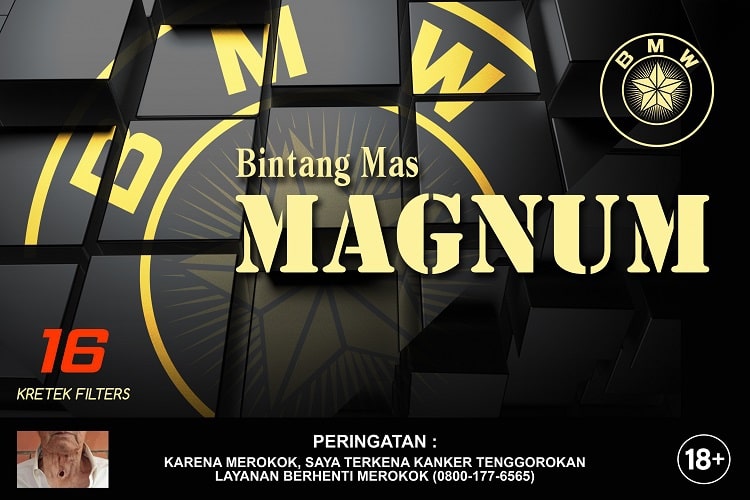 BMW
BMW
Bintang Mas
MAGNUM
16
KRETEK FILTERS
PERINGATAN :
KARENA MEROKOK, SAYA TERKENA KANKER TENGGOROKAN
LAYANAN BERHENTI MEROKOK (0800-177-6565)
18+